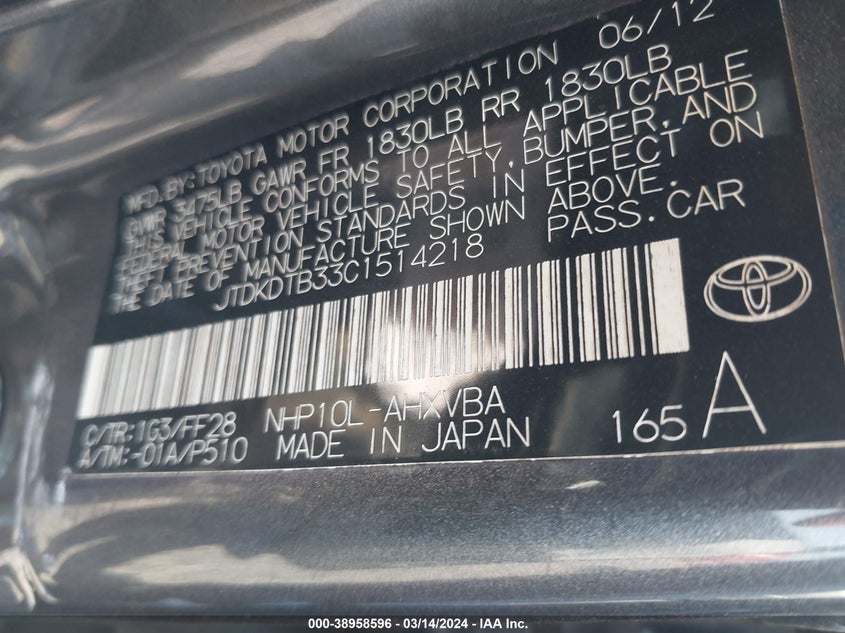 MFD.BY:TOYOTA MOTOR CORPORATION 06/12
GVWR 3475LB GAWR FR 1830LB RR 1830LB
THIS VEHICLE CONFORMS TO ALL APPLICABLE
FEDERAL MOTOR VEHICLE SAFETY,BUMPER,AND
THEFT PREVENTION STANDARDS IN EFFECT ON
THE DATE OF MANUFACTURE SHOWN ABOVE.
JTDKDTB33C1514218 PASS.CAR
C/TR:1G3/FF28 NHP10L-AHXVBA
A/TM:-01A/P510 MADE IN JAPAN 165 A
000-38958596 - 03/14/2024 - IAA Inc.